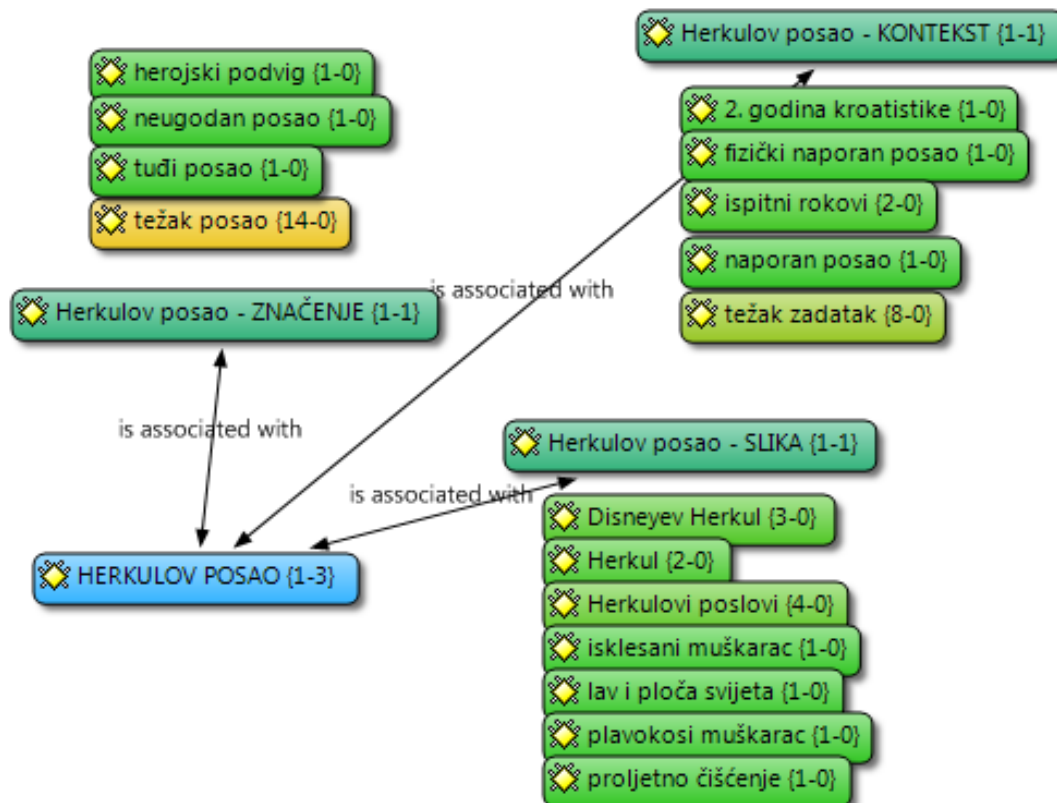 Herkulov posao - KONTEKST {1-1}
herojski podvig {1-0}
neugodan posao {1-0}
tuđi posao {1-0}
težak posao {14-0}
2. godina kroatistike {1-0}
fizički naporan posao {1-0}
ispitni rokovi {2-0}
naporan posao {1-0}
težak zadatak {8-0}
is associated with
Herkulov posao - ZNAČENJE {1-1}
is associated with
Herkulov posao - SLIKA {1-1}
is associated with
HERKULOV POSAO {1-3}
Disneyev Herkul {3-0}
Herkul {2-0}
Herkulovi poslovi {4-0}
isklesani muškarac {1-0}
lav i ploča svijeta {1-0}
plavokosi muškarac {1-0}
proljetno čišćenje {1-0}